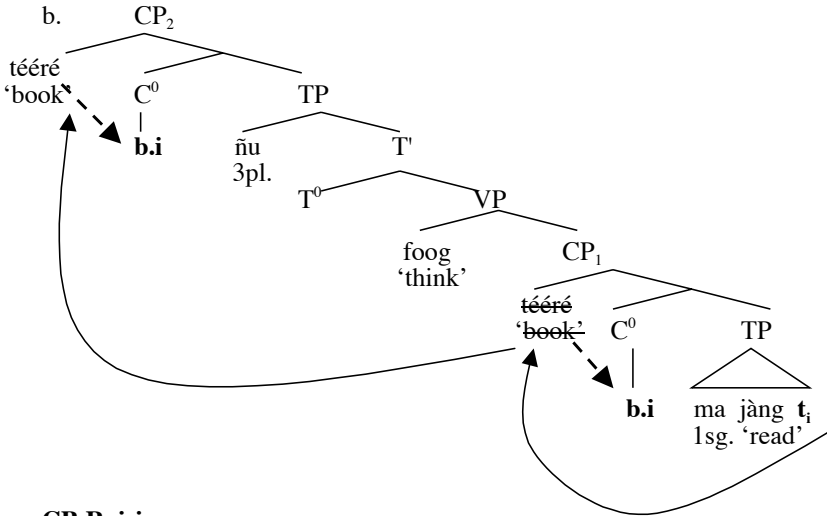 b. CP₂
tééré
'book'
C⁰
TP
b.i
ñu
3pl.
T'
T⁰
VP
foog
'think'
CP₁
tééré
'book'
C⁰
TP
b.i
ma jàng tᵢ
1sg. 'read'